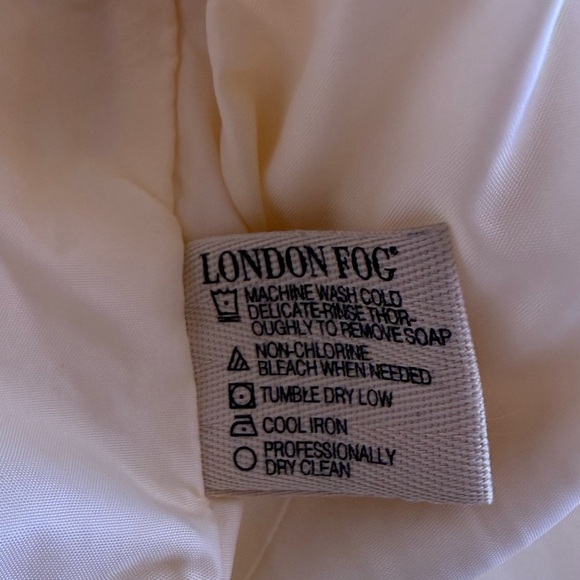 LONDON FOG®
MACHINE WASH COLD
DELICATE-RINSE THOR-
OUGHLY TO REMOVE SOAP
NON-CHLORINE
BLEACH WHEN NEEDED
TUMBLE DRY LOW
COOL IRON
PROFESSIONALLY
DRY CLEAN